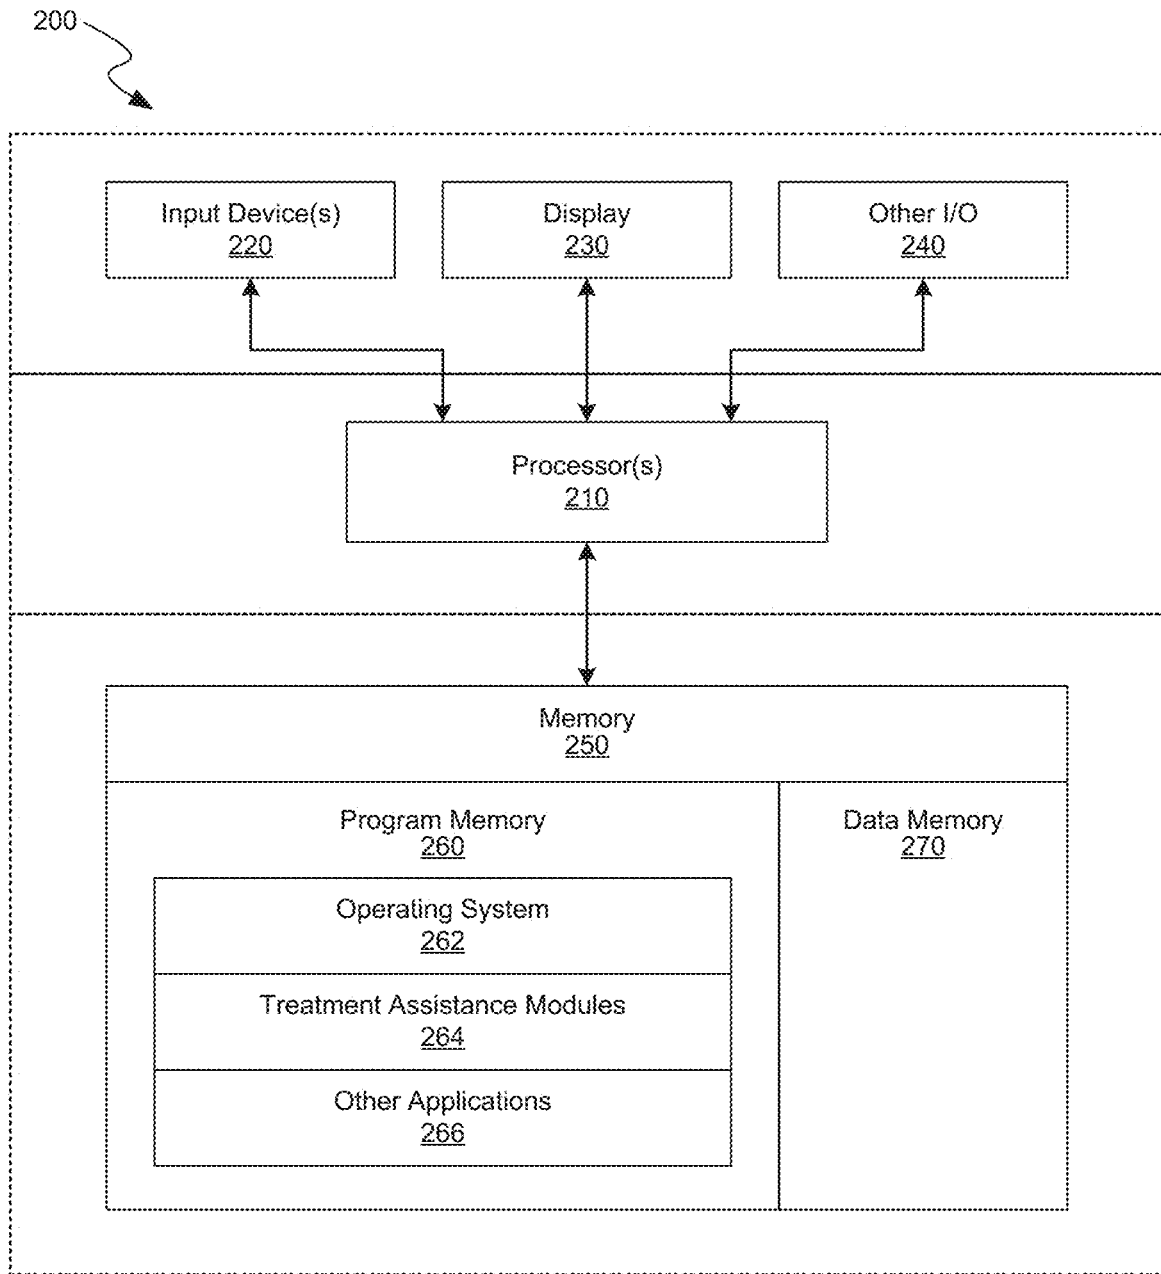 200
Input Device(s)
220
Display
230
Other I/O
240
Processor(s)
210
Memory
250
Program Memory
260
Data Memory
270
Operating System
262
Treatment Assistance Modules
264
Other Applications
266